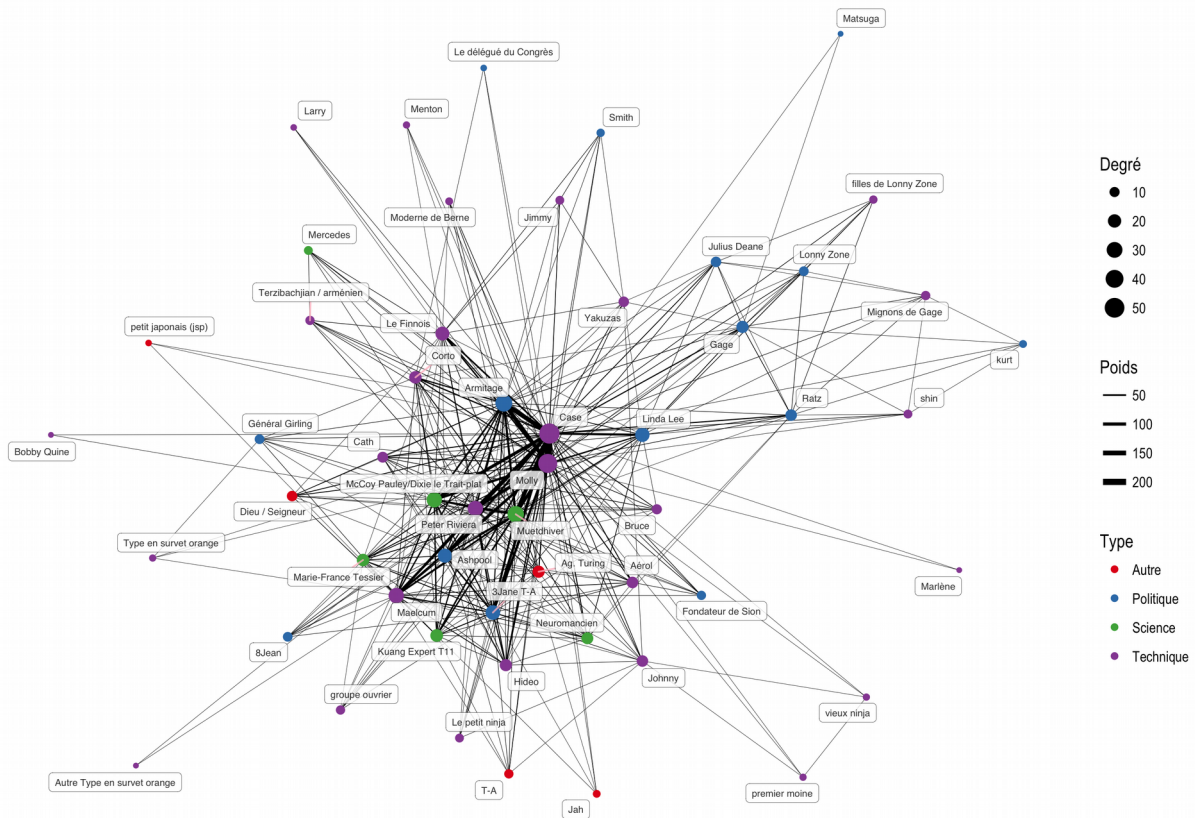 Matsuga
Le délégué du Congrès
Larry
Menton
Smith
filles de Lonny Zone
Moderne de Berne
Jimmy
Mercedes
Julius Deane
Lonny Zone
Terzibachjian / arménien
petit japonais (jsp)
Le Finnois
Yakuzas
Mignons de Gage
Gage
kurt
Corto
Armitage
Case
Linda Lee
Ratz
shin
Général Girling
Cath
Bobby Quine
McCoy Pauley/Dixie le Trait-plat
Molly
Dieu / Seigneur
Peter Riviera
Muetdhiver
Bruce
Type en survet orange
Marie-France Tessier
Ashpool
Ag. Turing
Aérol
Marlène
3Jane T-A
Maelcum
Neuromancien
Fondateur de Sion
8Jean
Kuang Expert T11
Hideo
Johnny
groupe ouvrier
Le petit ninja
vieux ninja
Autre Type en survet orange
T-A
Jah
premier moine
Degré
10
20
30
40
50
Poids
50
100
150
200
Type
Autre
Politique
Science
Technique